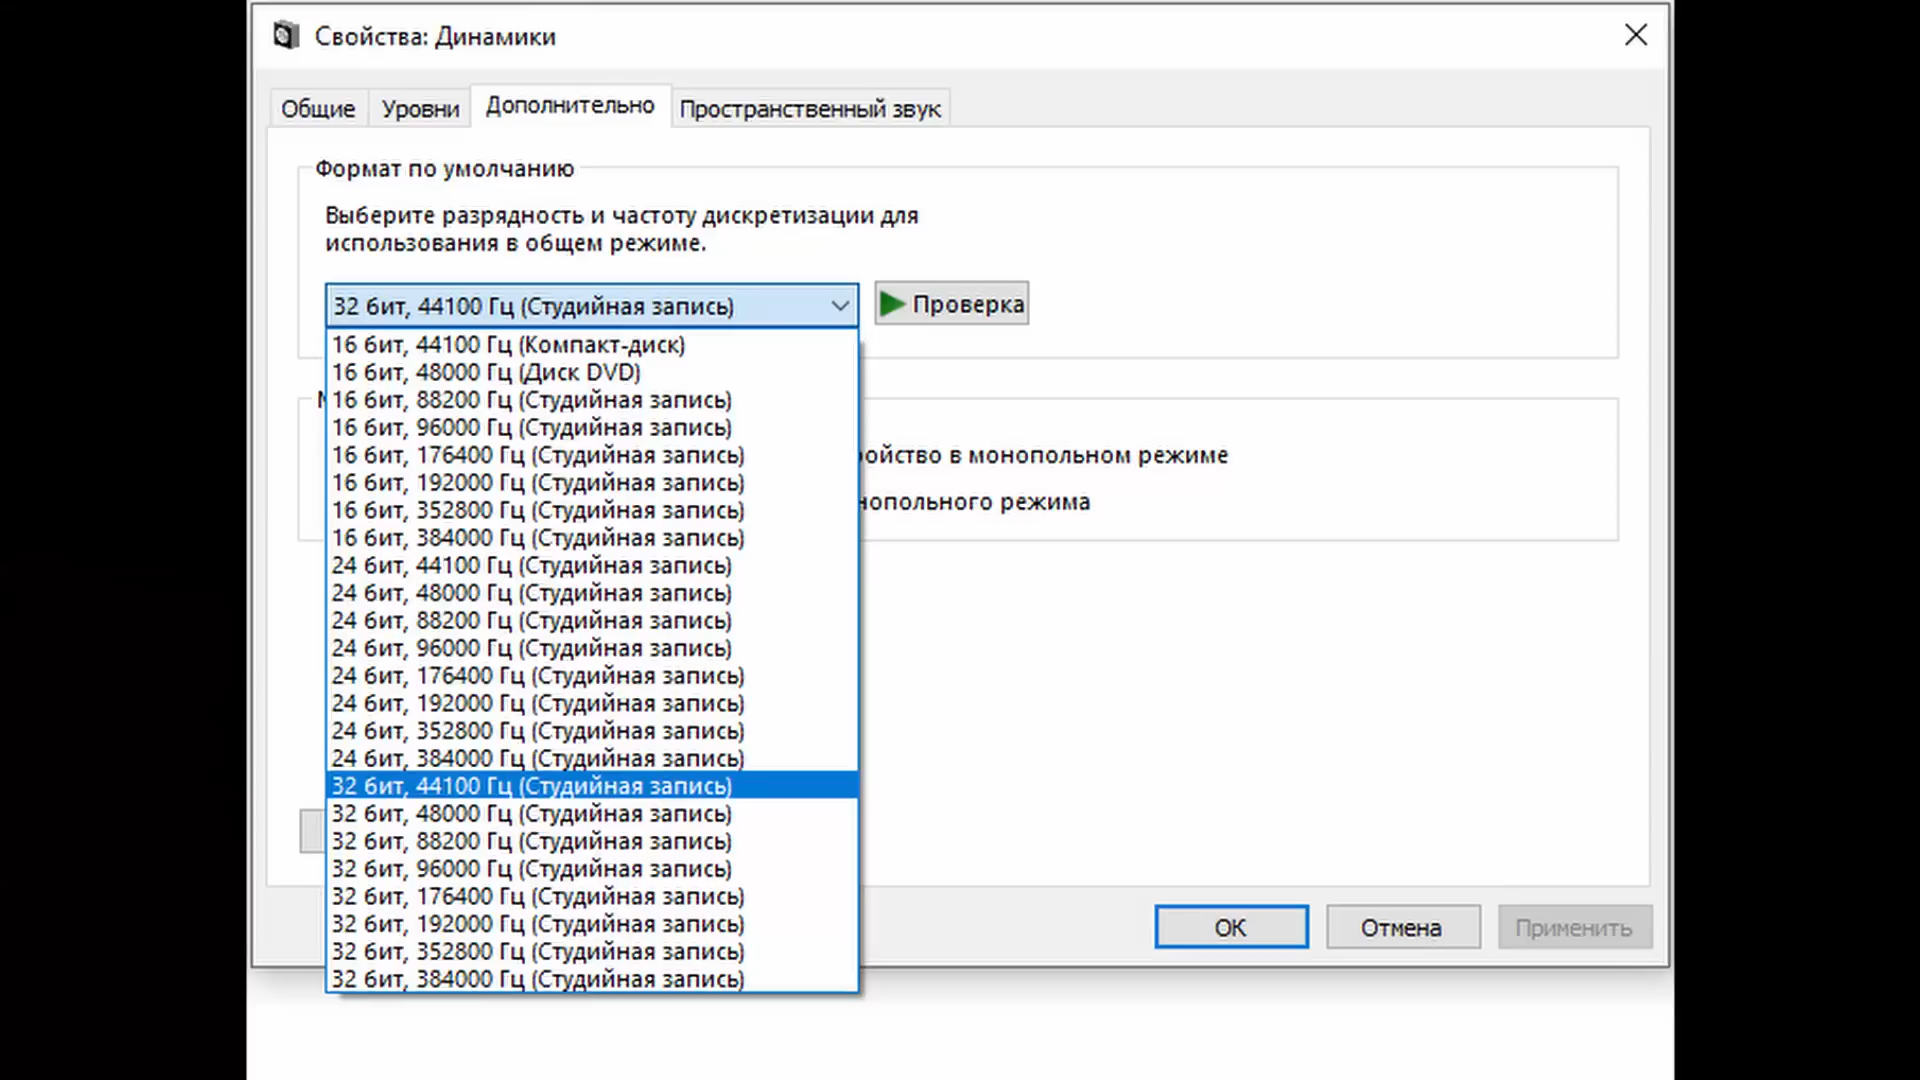 Свойства: Динамики
Общие Уровни Дополнительно Пространственный звук
Формат по умолчанию
Выберите разрядность и частоту дискретизации для
использования в общем режиме.
32 бит, 44100 Гц (Студийная запись) Проверка
16 бит, 44100 Гц (Компакт-диск)
16 бит, 48000 Гц (Диск DVD)
16 бит, 88200 Гц (Студийная запись)
16 бит, 96000 Гц (Студийная запись)
16 бит, 176400 Гц (Студийная запись)
в монопольном режиме
16 бит, 192000 Гц (Студийная запись)
режима
16 бит, 352800 Гц (Студийная запись)
16 бит, 384000 Гц (Студийная запись)
24 бит, 44100 Гц (Студийная запись)
24 бит, 48000 Гц (Студийная запись)
24 бит, 88200 Гц (Студийная запись)
24 бит, 96000 Гц (Студийная запись)
24 бит, 176400 Гц (Студийная запись)
24 бит, 192000 Гц (Студийная запись)
24 бит, 352800 Гц (Студийная запись)
24 бит, 384000 Гц (Студийная запись)
32 бит, 44100 Гц (Студийная запись)
32 бит, 48000 Гц (Студийная запись)
32 бит, 88200 Гц (Студийная запись)
32 бит, 96000 Гц (Студийная запись)
32 бит, 176400 Гц (Студийная запись)
32 бит, 192000 Гц (Студийная запись)
32 бит, 352800 Гц (Студийная запись)
32 бит, 384000 Гц (Студийная запись)
ОК Отмена Применить